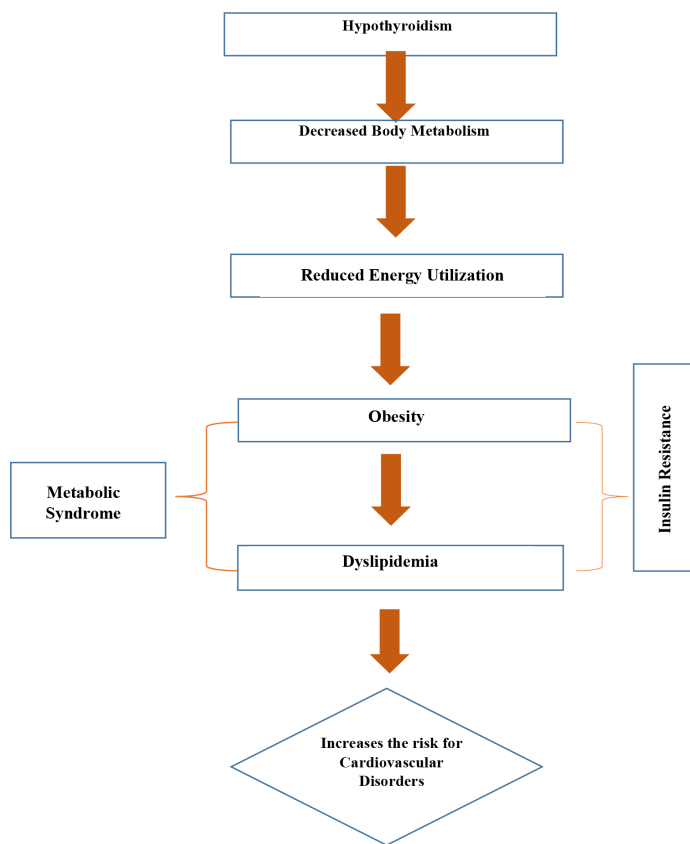 Hypothyroidism
Decreased Body Metabolism
Reduced Energy Utilization
Obesity
Metabolic
Syndrome
Insulin Resistance
Dyslipidemia
Increases the risk for
Cardiovascular
Disorders